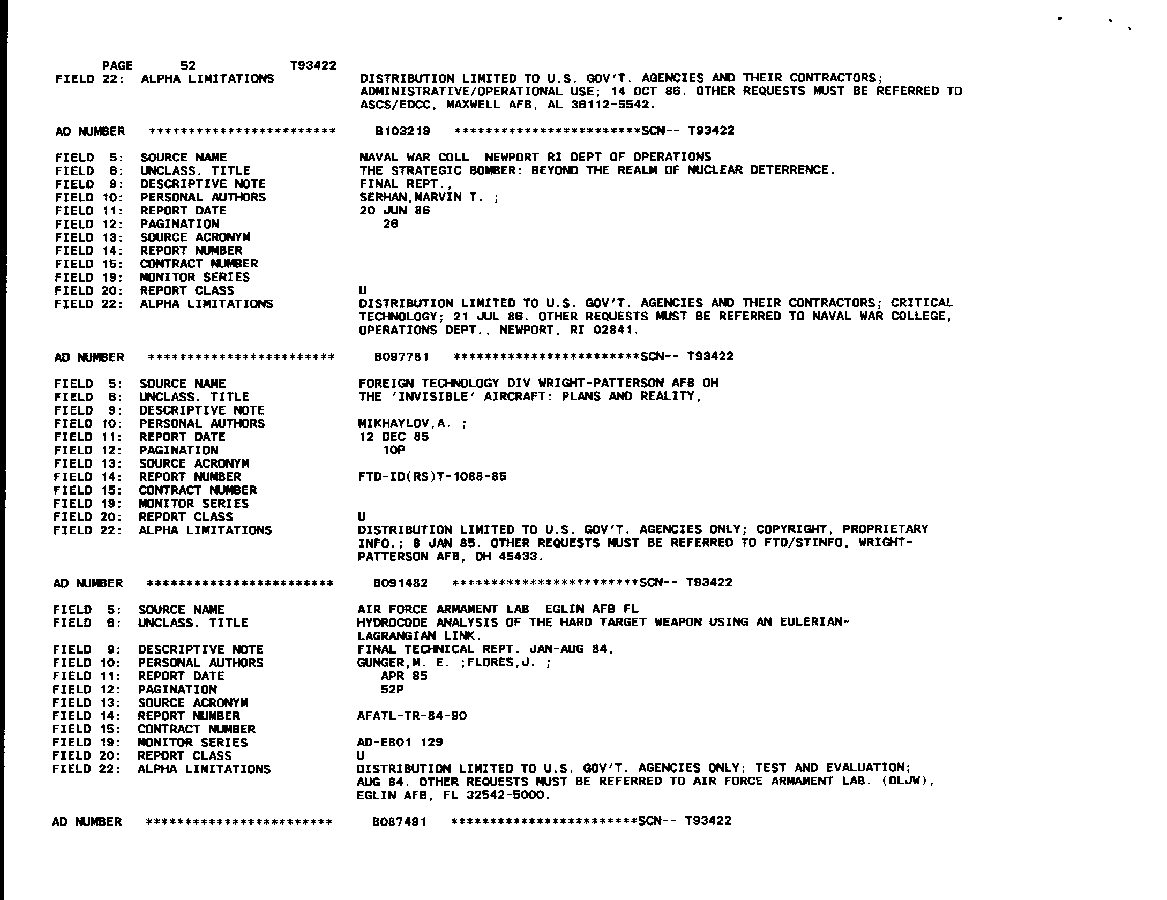 PAGE 52 T93422
FIELD 22: ALPHA LIMITATIONS DISTRIBUTION LIMITED TO U.S. GOV'T. AGENCIES AND THEIR CONTRACTORS;
ADMINISTRATIVE/OPERATIONAL USE; 14 OCT 86. OTHER REQUESTS MUST BE REFERRED TO
ASCS/EDCC, MAXWELL AFB, AL 36112-5542.
AD NUMBER ************************ B103219 ************************SCN-- T93422
FIELD 5: SOURCE NAME NAVAL WAR COLL NEWPORT RI DEPT OF OPERATIONS
FIELD 6: UNCLASS. TITLE THE STRATEGIC BOMBER: BEYOND THE REALM OF NUCLEAR DETERRENCE.
FIELD 9: DESCRIPTIVE NOTE FINAL REPT.,
FIELD 10: PERSONAL AUTHORS SERHAN,MARVIN T. ;
FIELD 11: REPORT DATE 20 JUN 86
FIELD 12: PAGINATION 26
FIELD 13: SOURCE ACRONYM
FIELD 14: REPORT NUMBER
FIELD 15: CONTRACT NUMBER
FIELD 19: MONITOR SERIES
FIELD 20: REPORT CLASS U
FIELD 22: ALPHA LIMITATIONS DISTRIBUTION LIMITED TO U.S. GOV'T. AGENCIES AND THEIR CONTRACTORS; CRITICAL
TECHNOLOGY; 21 JUL 86. OTHER REQUESTS MUST BE REFERRED TO NAVAL WAR COLLEGE,
OPERATIONS DEPT., NEWPORT, RI 02841.
AD NUMBER ************************ B097761 ************************SCN-- T93422
FIELD 5: SOURCE NAME FOREIGN TECHNOLOGY DIV WRIGHT-PATTERSON AFB OH
FIELD 6: UNCLASS. TITLE THE 'INVISIBLE' AIRCRAFT: PLANS AND REALITY,
FIELD 9: DESCRIPTIVE NOTE
FIELD 10: PERSONAL AUTHORS MIKHAYLOV,A. ;
FIELD 11: REPORT DATE 12 DEC 85
FIELD 12: PAGINATION 10P
FIELD 13: SOURCE ACRONYM
FIELD 14: REPORT NUMBER FTD-ID(RS)T-1068-85
FIELD 15: CONTRACT NUMBER
FIELD 19: MONITOR SERIES
FIELD 20: REPORT CLASS U
FIELD 22: ALPHA LIMITATIONS DISTRIBUTION LIMITED TO U.S. GOV'T. AGENCIES ONLY; COPYRIGHT, PROPRIETARY
INFO.; 8 JAN 85. OTHER REQUESTS MUST BE REFERRED TO FTD/STINFO, WRIGHT-
PATTERSON AFB, OH 45433.
AD NUMBER ************************ B091482 ************************SCN-- T93422
FIELD 5: SOURCE NAME AIR FORCE ARMAMENT LAB EGLIN AFB FL
FIELD 6: UNCLASS. TITLE HYDROCODE ANALYSIS OF THE HARD TARGET WEAPON USING AN EULERIAN-
LAGRANGIAN LINK.
FIELD 9: DESCRIPTIVE NOTE FINAL TECHNICAL REPT. JAN-AUG 84,
FIELD 10: PERSONAL AUTHORS GUNGER,M. E. ;FLORES,J. ;
FIELD 11: REPORT DATE APR 85
FIELD 12: PAGINATION 52P
FIELD 13: SOURCE ACRONYM
FIELD 14: REPORT NUMBER AFATL-TR-84-90
FIELD 15: CONTRACT NUMBER
FIELD 19: MONITOR SERIES AD-E801 129
FIELD 20: REPORT CLASS U
FIELD 22: ALPHA LIMITATIONS DISTRIBUTION LIMITED TO U.S. GOV'T. AGENCIES ONLY; TEST AND EVALUATION;
AUG 84. OTHER REQUESTS MUST BE REFERRED TO AIR FORCE ARMAMENT LAB. (DLJW),
EGLIN AFB, FL 32542-5000.
AD NUMBER ************************ B087481 ************************SCN-- T93422